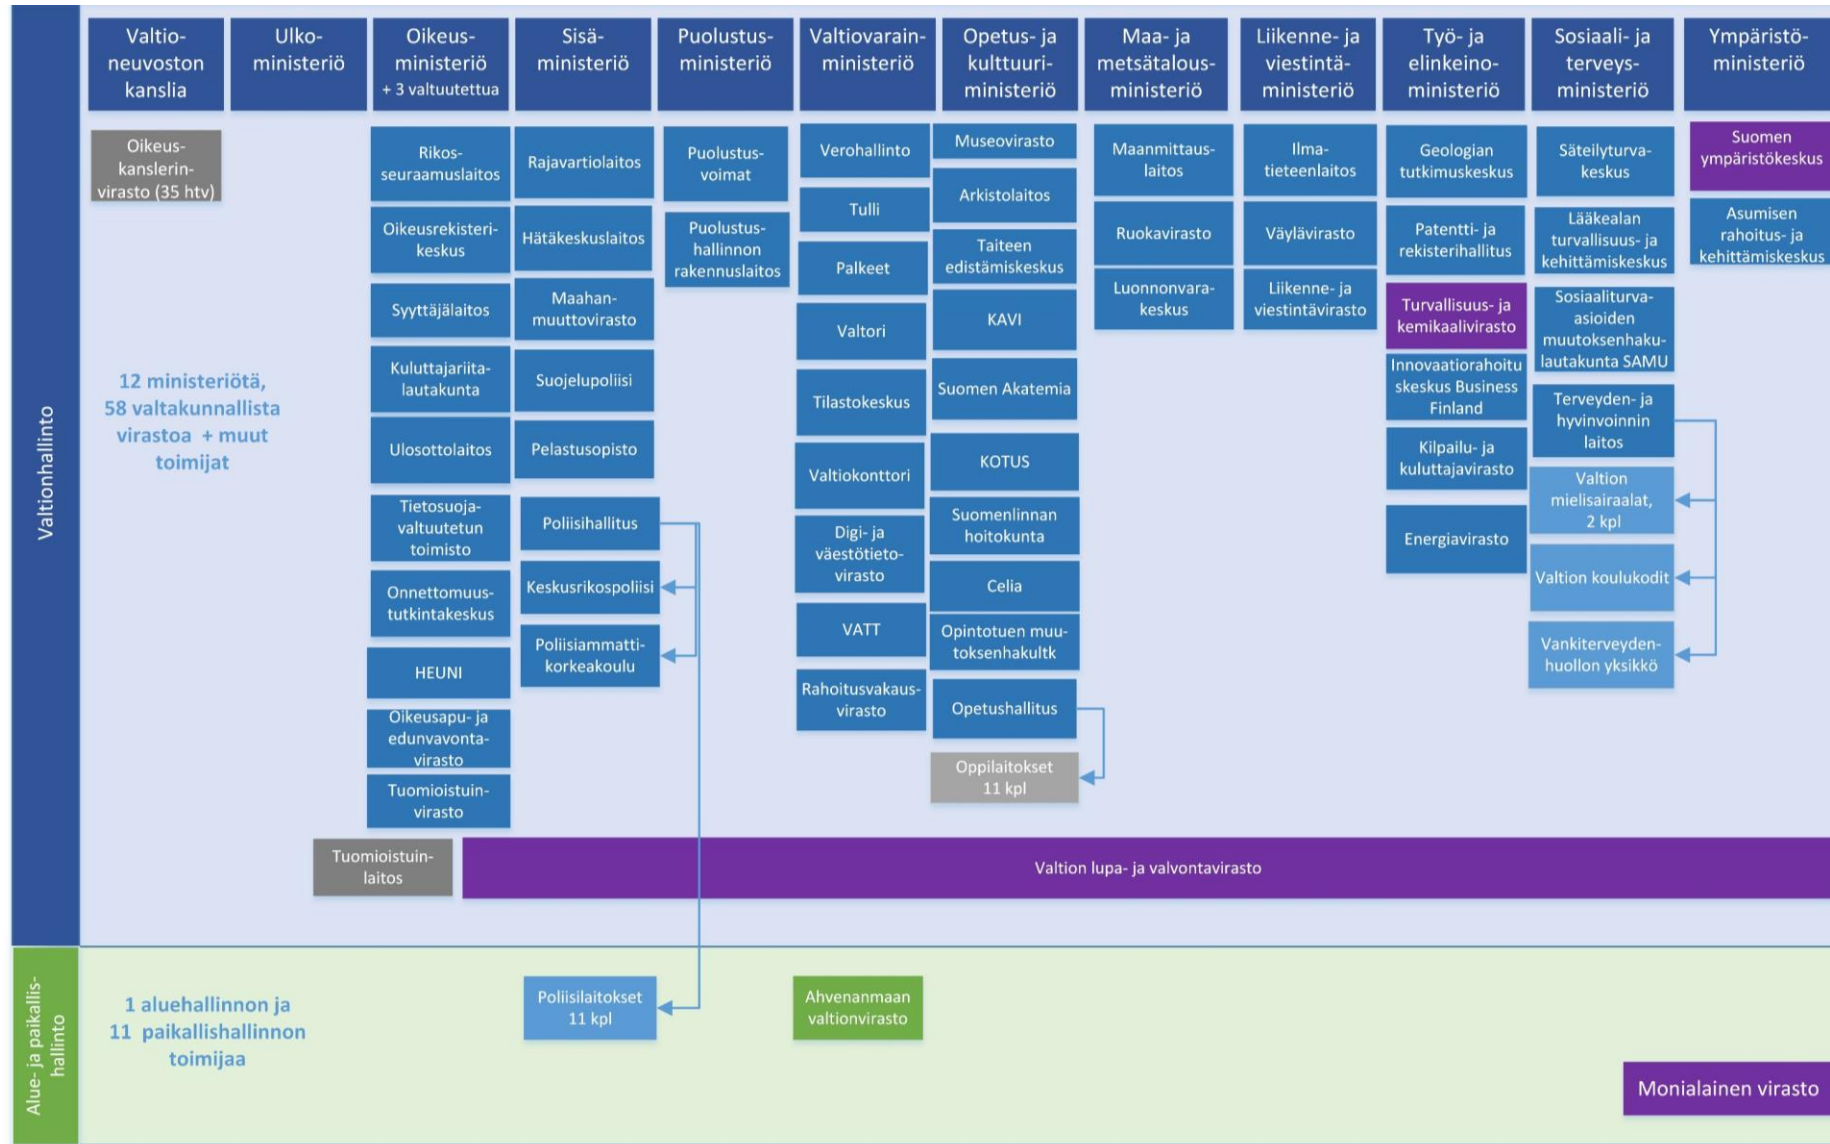 Valtionhallinto
Valtio-
neuvoston
kanslia
Ulko-
ministeriö
Oikeus-
ministeriö
+ 3 valtuutettua
Sisä-
ministeriö
Puolustus-
ministeriö
Valtiovarain-
ministeriö
Opetus- ja
kulttuuri-
ministeriö
Maa- ja
metsätalous-
ministeriö
Liikenne- ja
viestintä-
ministeriö
Työ- ja
elinkeino-
ministeriö
Sosiaali- ja
terveys-
ministeriö
Ympäristö-
ministeriö
Oikeus-
kanslerin-
virasto (35 htv)
12 ministeriötä,
58 valtakunnallista
virastoa + muut
toimijat
Rikos-
seuraamuslaitos
Oikeusrekisteri-
keskus
Syyttäjälaitos
Kuluttajariita-
lautakunta
Ulosottolaitos
Tietosuoja-
valtuutetun
toimisto
Onnettomuus-
tutkintakeskus
HEUNI
Oikeusapu- ja
edunvavonta-
virasto
Tuomioistuin-
virasto
Rajavartiolaitos
Hätäkeskuslaitos
Maahan-
muuttovirasto
Suojelupoliisi
Pelastusopisto
Poliisihallitus
Keskusrikospoliisi
Poliisiammatti-
korkeakoulu
Puolustus-
voimat
Puolustus-
hallinnon
rakennuslaitos
Verohallinto
Tulli
Palkeet
Valtori
Tilastokeskus
Valtiokonttori
Digi- ja
väestötieto-
virasto
VATT
Rahoitusvakaus-
virasto
Museovirasto
Arkistolaitos
Taiteen
edistämiskeskus
KAVI
Suomen Akatemia
KOTUS
Suomenlinnan
hoitokunta
Celia
Opintotuen muu-
toksenhakultk
Opetushallitus
Oppilaitokset
11 kpl
Maanmittaus-
laitos
Ruokavirasto
Luonnonvara-
keskus
Ilma-
tieteenlaitos
Väylävirasto
Liikenne- ja
viestintävirasto
Geologian
tutkimuskeskus
Patentti- ja
rekisterihallitus
Turvallisuus- ja
kemikaalivirasto
Innovaatiorahoitu
skeskus Business
Finland
Kilpailu- ja
kuluttajavirasto
Energiavirasto
Säteilyturva-
keskus
Lääkealan
turvallisuus- ja
kehittämiskeskus
Sosiaaliturva-
asioiden
muutoksenhaku-
lautakunta SAMU
Terveyden- ja
hyvinvoinnin
laitos
Valtion
mielisairaalat,
2 kpl
Valtion koulukodit
Vankiterveyden-
huollon yksikkö
Suomen
ympäristökeskus
Asumisen
rahoitus- ja
kehittämiskeskus
Tuomioistuin-
laitos
Valtion lupa- ja valvontavirasto
Alue- ja paikallis-
hallinto
1 aluehallinnon ja
11 paikallishallinnon
toimijaa
Poliisilaitokset
11 kpl
Ahvenanmaan
valtionvirasto
Monialainen virasto